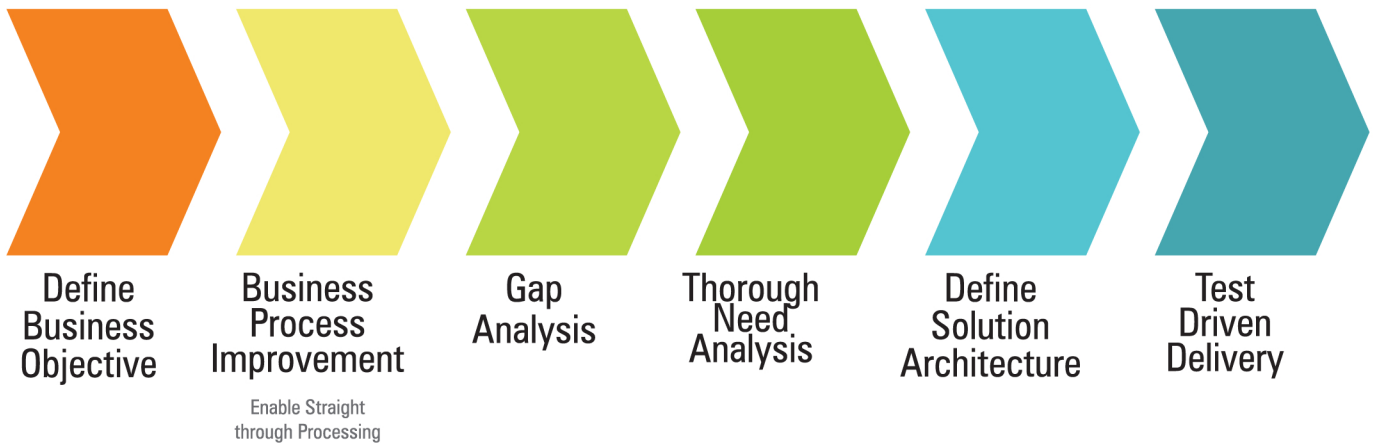 Define
Business
Objective
Business
Process
Improvement
Enable Straight
through Processing
Gap
Analysis
Thorough
Need
Analysis
Define
Solution
Architecture
Test
Driven
Delivery